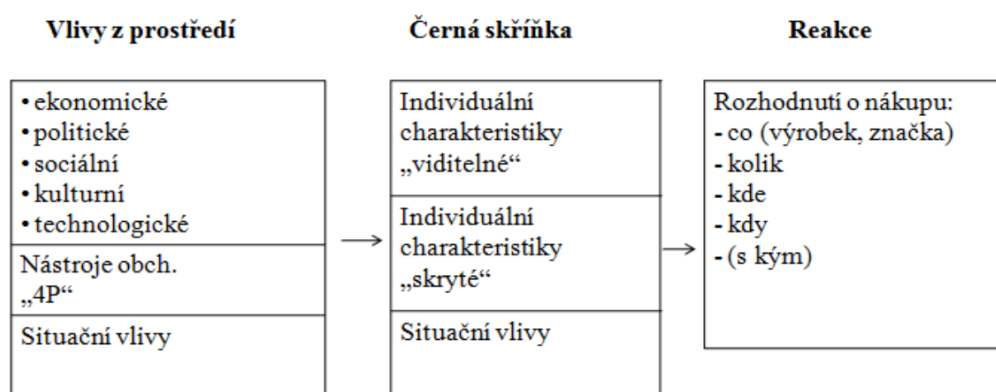 Vlivy z prostředí
• ekonomické
• politické
• sociální
• kulturní
• technologické
Nástroje obch.
„4P“
Situační vlivy
Černá skříňka
Individuální
charakteristiky
„viditelné“
Individuální
charakteristiky
„skryté“
Situační vlivy
Reakce
Rozhodnutí o nákupu:
- co (výrobek, značka)
- kolik
- kde
- kdy
- (s kým)